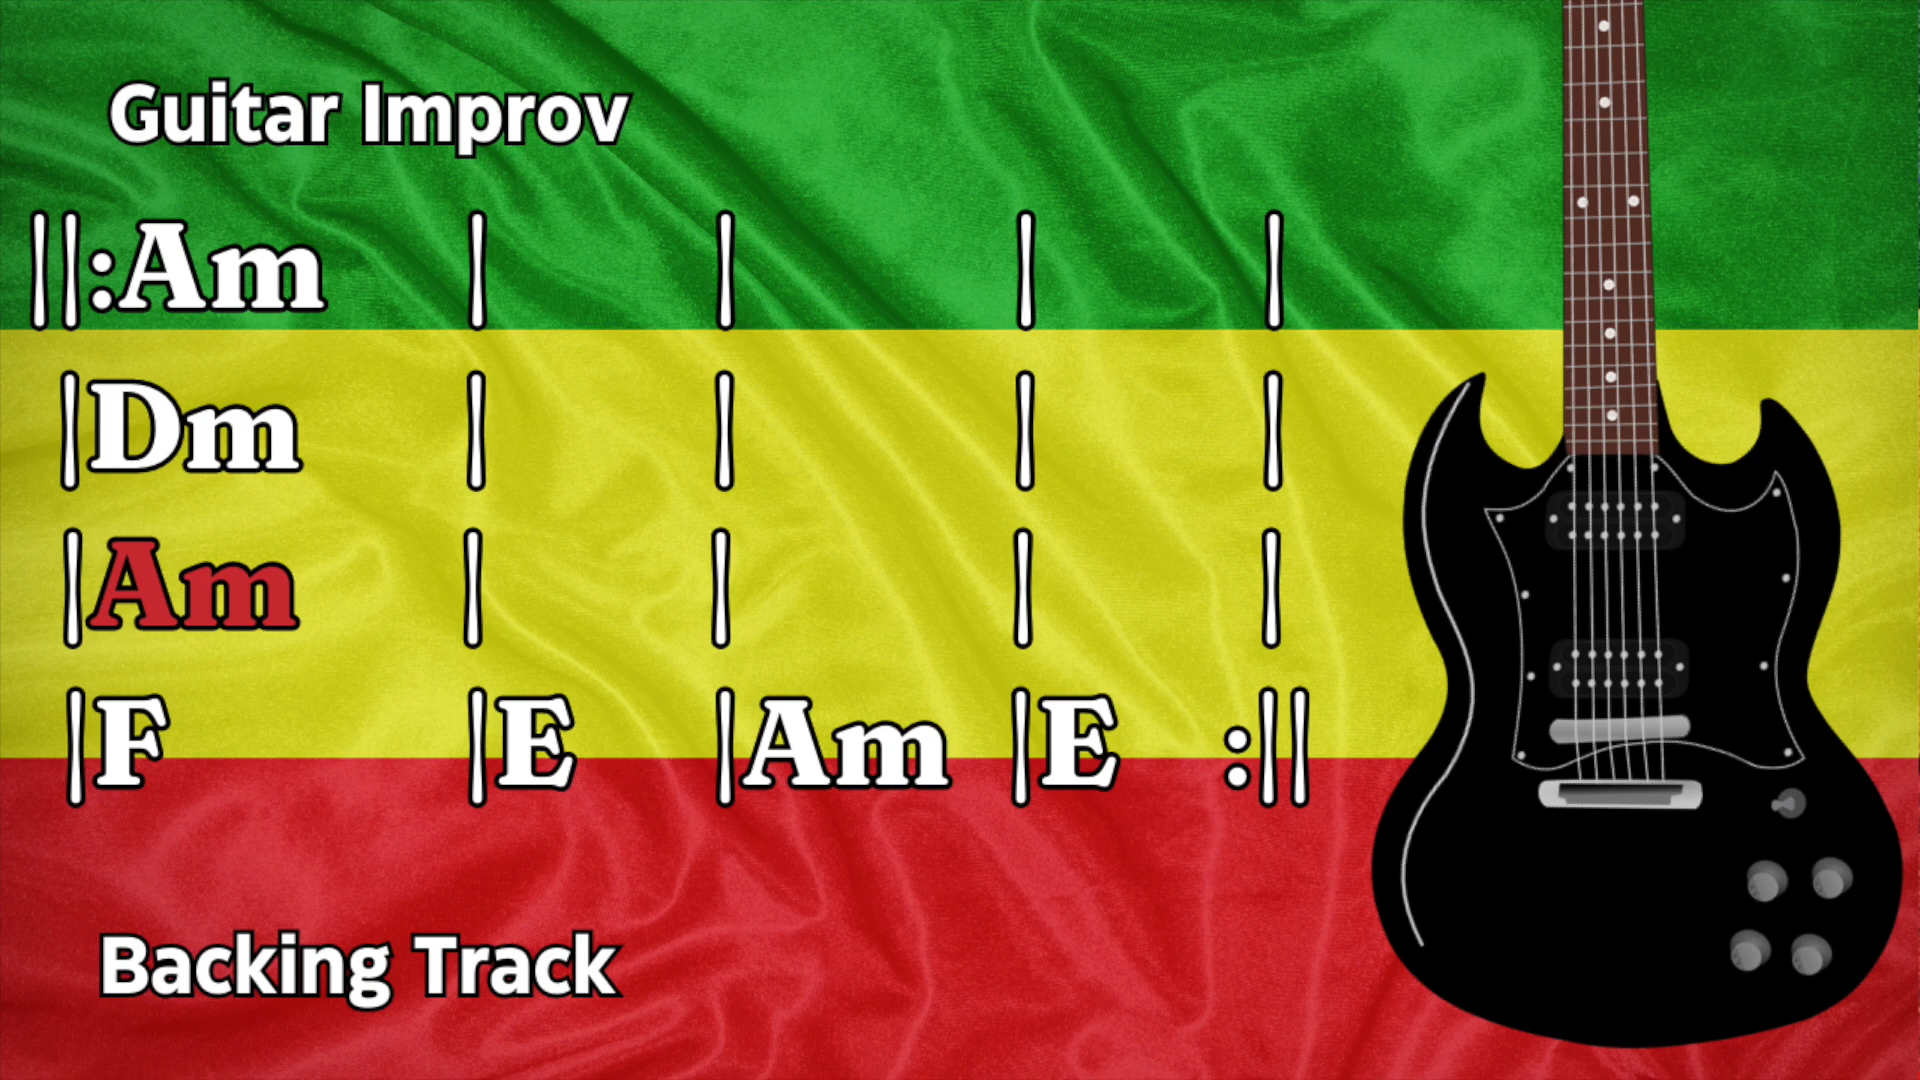 Guitar Improv
||:Am | | | |
|Dm | | | |
|Am | | | |
|F |E |Am |E :||
Backing Track